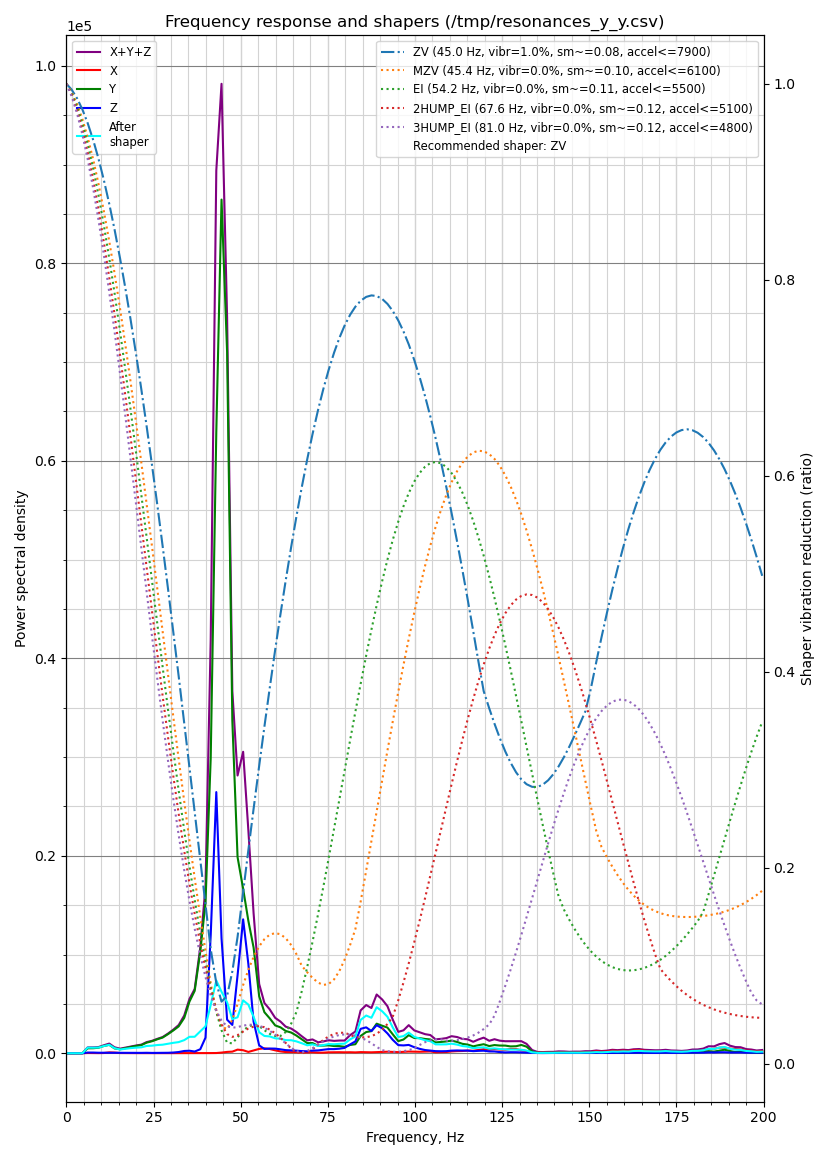 Frequency response and shapers (/tmp/resonances_y_y.csv)
1e5
X+Y+Z
X
Y
Z
After
shaper
ZV (45.0 Hz, vibr=1.0%, sm~=0.08, accel<=7900)
MZV (45.4 Hz, vibr=0.0%, sm~=0.10, accel<=6100)
EI (54.2 Hz, vibr=0.0%, sm~=0.11, accel<=5500)
2HUMP_EI (67.6 Hz, vibr=0.0%, sm~=0.12, accel<=5100)
3HUMP_EI (81.0 Hz, vibr=0.0%, sm~=0.12, accel<=4800)
Recommended shaper: ZV
1.0
0.8
0.6
0.4
0.2
0.0
Power spectral density
1.0
0.8
0.6
0.4
0.2
0.0
Shaper vibration reduction (ratio)
0 25 50 75 100 125 150 175 200
Frequency, Hz